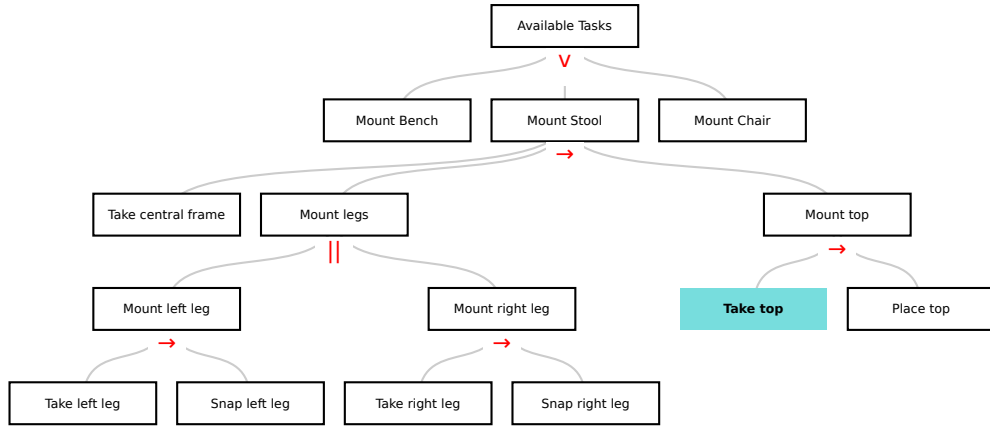 Available Tasks
∨
Mount Bench
Mount Stool
Mount Chair
→
Take central frame
Mount legs
Mount top
||
→
Mount left leg
Mount right leg
Take top
Place top
→
→
Take left leg
Snap left leg
Take right leg
Snap right leg